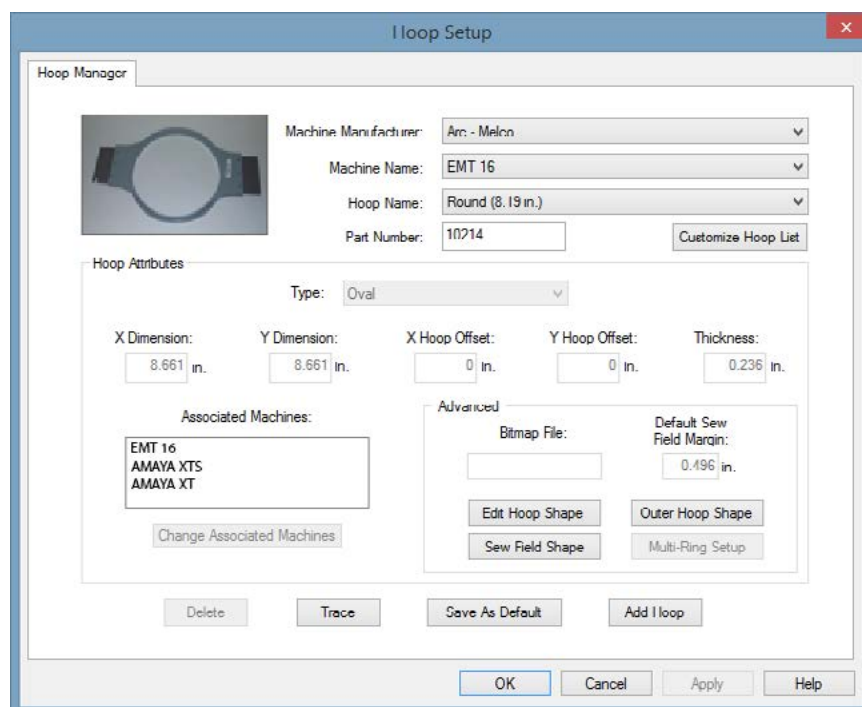 Hoop Setup
Hoop Manager
Machine Manufacturer: Arc - Melco
Machine Name: EMT 16
Hoop Name: Round (8.19 in.)
Part Number: 10214 Customize Hoop List
Hoop Attributes
Type: Oval
X Dimension: Y Dimension: X Hoop Offset: Y Hoop Offset: Thickness:
8.661 in. 8.661 in. 0 in. 0 in. 0.236 in.
Associated Machines:
EMT 16
AMAYA XTS
AMAYA XT
Change Associated Machines
Advanced
Bitmap File:
Default Sew
Field Margin:
0.496 in.
Edit Hoop Shape Outer Hoop Shape
Sew Field Shape Multi-Ring Setup
Delete Trace Save As Default Add Hoop
OK Cancel Apply Help